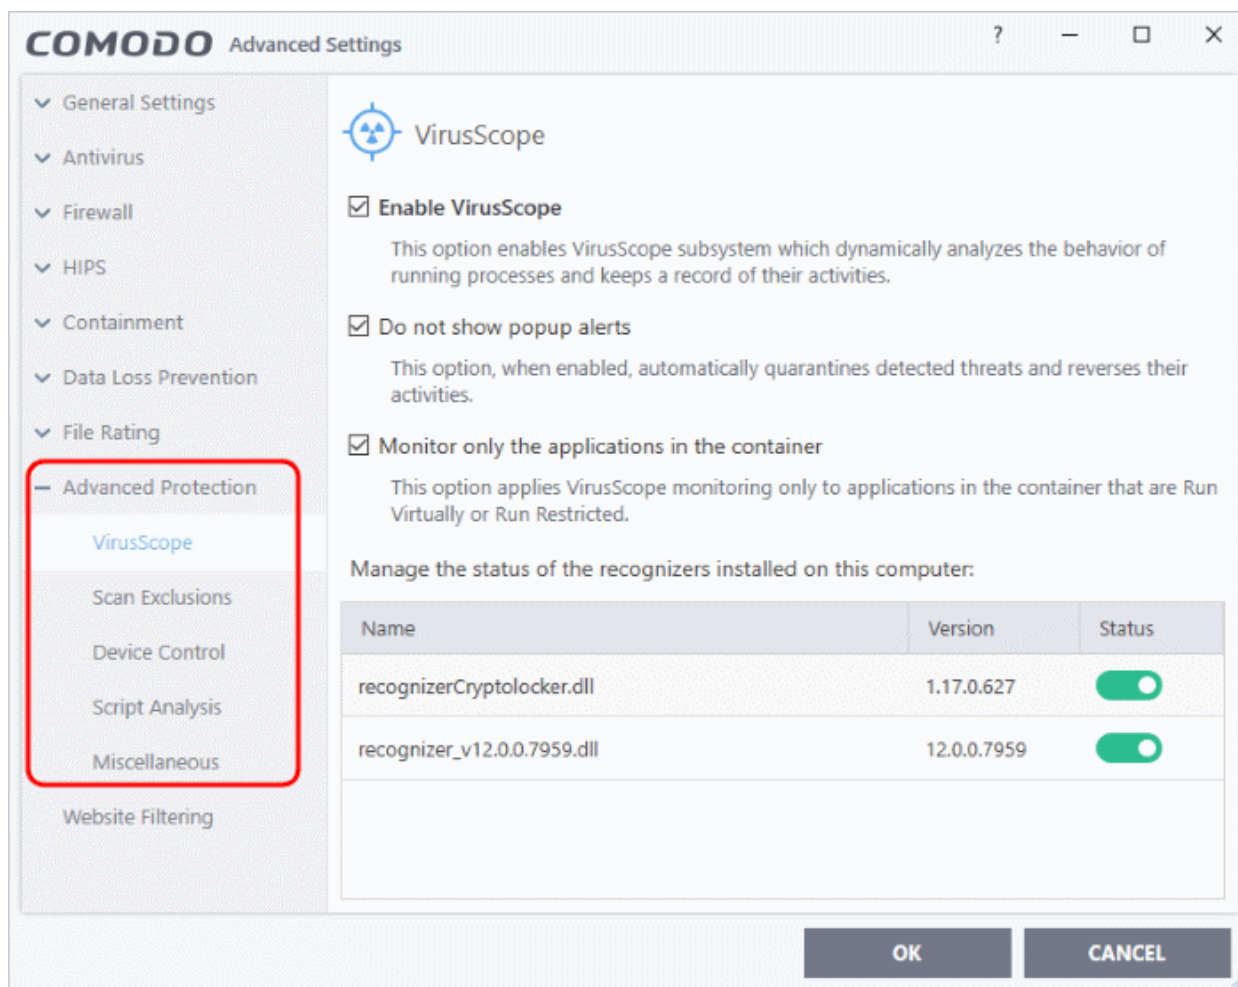 COMODO Advanced Settings ?
General Settings
Antivirus
Firewall
HIPS
Containment
Data Loss Prevention
File Rating
Advanced Protection
VirusScope
Scan Exclusions
Device Control
Script Analysis
Miscellaneous
Website Filtering
VirusScope
Enable VirusScope
This option enables VirusScope subsystem which dynamically analyzes the behavior of
running processes and keeps a record of their activities.
Do not show popup alerts
This option, when enabled, automatically quarantines detected threats and reverses their
activities.
Monitor only the applications in the container
This option applies VirusScope monitoring only to applications in the container that are Run
Virtually or Run Restricted.
Manage the status of the recognizers installed on this computer:
Name Version Status
recognizerCryptolocker.dll 1.17.0.627
recognizer_v12.0.0.7959.dll 12.0.0.7959
OK CANCEL